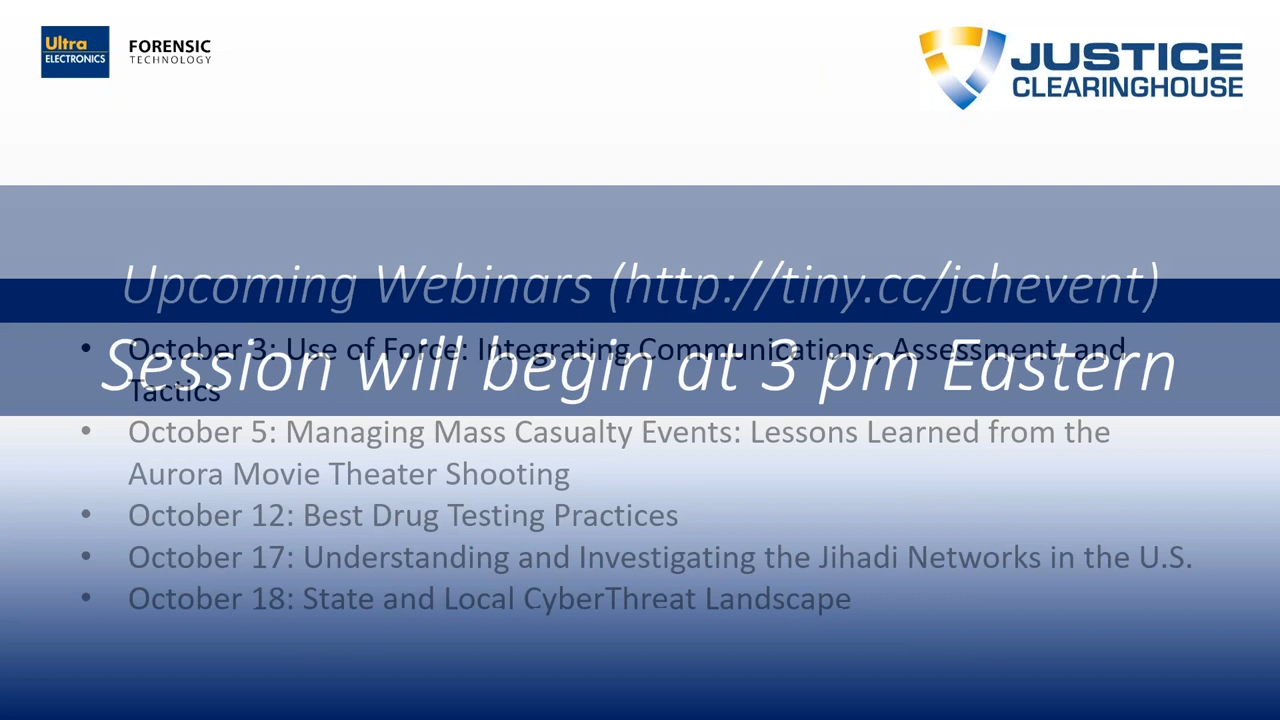 Ultra
ELECTRONICS
FORENSIC
TECHNOLOGY
JUSTICE
CLEARINGHOUSE
Upcoming Webinars (http://tiny.cc/jchevent)
Session will begin at 3 pm Eastern
• October 3: Use of Force: Integrating Communications, Assessment, and
Tactics
• October 5: Managing Mass Casualty Events: Lessons Learned from the
Aurora Movie Theater Shooting
• October 12: Best Drug Testing Practices
• October 17: Understanding and Investigating the Jihadi Networks in the U.S.
• October 18: State and Local CyberThreat Landscape